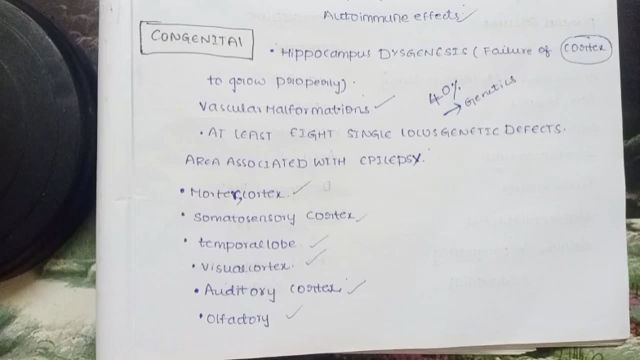 Autoimmune effects
CONGENITAL
• Hippocampus DYSGENESIS (Failure of cortex
to grow properly).
Vascular Malformations
40%
→ Genetics
• AT LEAST EIGHT SINGLE LOCUS GENETIC DEFECTS.
AREA ASSOCIATED WITH EPILEPSY.
• Morter cortex.
• Somatosensory cortex
• temporal lobe
• Visual cortex.
• Auditory cortex
• Olfactory